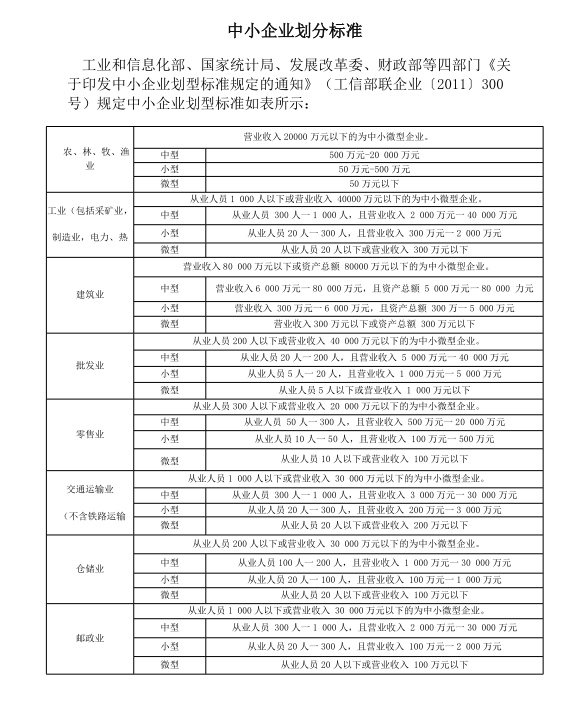 中小企业划分标准
工业和信息化部、国家统计局、发展改革委、财政部等四部门《关
于印发中小企业划型标准规定的通知》（工信部联企业〔2011〕300
号）规定中小企业划型标准如表所示：
农、林、牧、渔
业
营业收入20000 万元以下的为中小微型企业。
中型 500 万元-20 000 万元
小型 50 万元-500 万元
微型 50 万元以下
工业（包括采矿业，
制造业，电力、热
从业人员1 000 人以下或营业收入 40000 万元以下的为中小微型企业。
中型 从业人员 300 人一 1 000 人，且营业收入 2 000 万元一 40 000 万元
小型 从业人员 20 人一 300 人，且营业收入 300 万元一 2 000 万元
微型 从业人员 20 人以下或营业收入 300 万元以下
建筑业
营业收入80 000 万元以下或资产总额 80000 万元以下的为中小微型企业。
中型 营业收入 6 000 万元一 80 000 万元，且资产总额 5 000 万元一 80 000 力元
小型 营业收入 300 万元一 6 000 万元，且资产总额 300 万一 5 000 万元
微型 营业收入 300 万元以下或资产总额 300 万元以下
批发业
从业人员 200 人以下或营业收入 40 000 万元以下的为中小微型企业。
中型 从业人员 20 人一 200 人，且营业收入 5 000 万元一 40 000 万元
小型 从业人员 5 人一 20 人，且营业收入 1 000 万元一 5 000 万元
微型 从业人员 5 人以下或营业收入 1 000 万元以下
零售业
从业人员 300 人以下或营业收入 20 000 万元以下的为中小微型企业。
中型 从业人员 50 人一 300 人，且营业收入 500 万元一 20 000 万元
小型 从业人员 10 人一 50 人，且营业收入 100 万元一 500 万元
微型 从业人员 10 人以下或营业收入 100 万元以下
交通运输业
（不含铁路运输
从业人员 1 000 人以下或营业收入 30 000 万元以下的为中小微型企业。
中型 从业人员 300 人一 1 000 人，且营业收入 3 000 万元一 30 000 万元
小型 从业人员 20 人一 300 人，且营业收入 200 万元一 3 000 万元
微型 从业人员 20 人以下或营业收入 200 万元以下
仓储业
从业人员 200 人以下或营业收入 30 000 万元以下的为中小微型企业。
中型 从业人员 100 人一 200 人，且营业收入 1 000 万元一 30 000 万元
小型 从业人员 20 人一 100 人，且营业收入 100 万元一 1 000 万元
微型 从业人员 20 人以下或营业收入 100 万元以下
邮政业
从业人员 1 000 人以下或营业收入 30 000 万元以下的为中小微型企业。
中型 从业人员 300 人一 1 000 人，且营业收入 2 000 万元一 30 000 万元
小型 从业人员 20 人一 300 人，且营业收入 100 万元一 2 000 万元
微型 从业人员 20 人以下或营业收入 100 万元以下